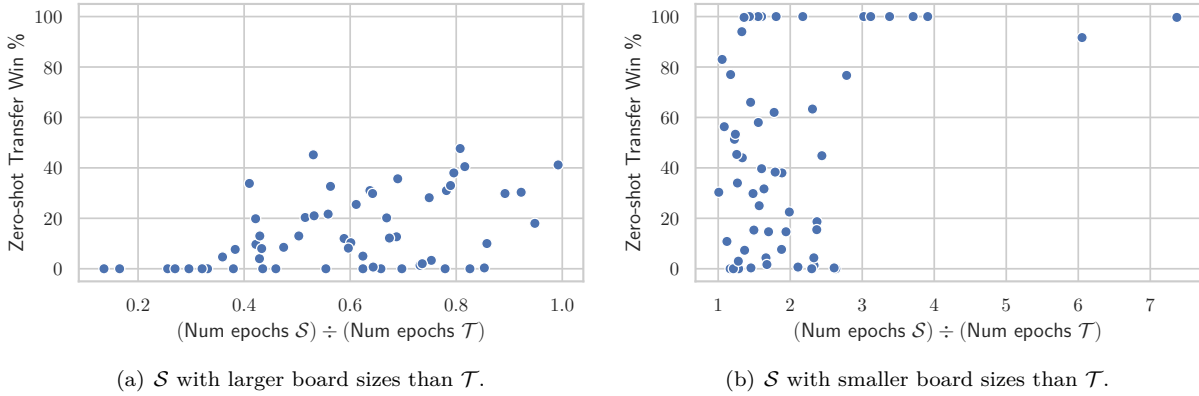 100
80
60
40
20
0
Zero-shot Transfer Win %
0.2 0.4 0.6 0.8 1.0
(Num epochs 𝒮) ÷ (Num epochs 𝒯)
(a) 𝒮 with larger board sizes than 𝒯.
100
80
60
40
20
0
Zero-shot Transfer Win %
1 2 3 4 5 6 7
(Num epochs 𝒮) ÷ (Num epochs 𝒯)
(b) 𝒮 with smaller board sizes than 𝒯.